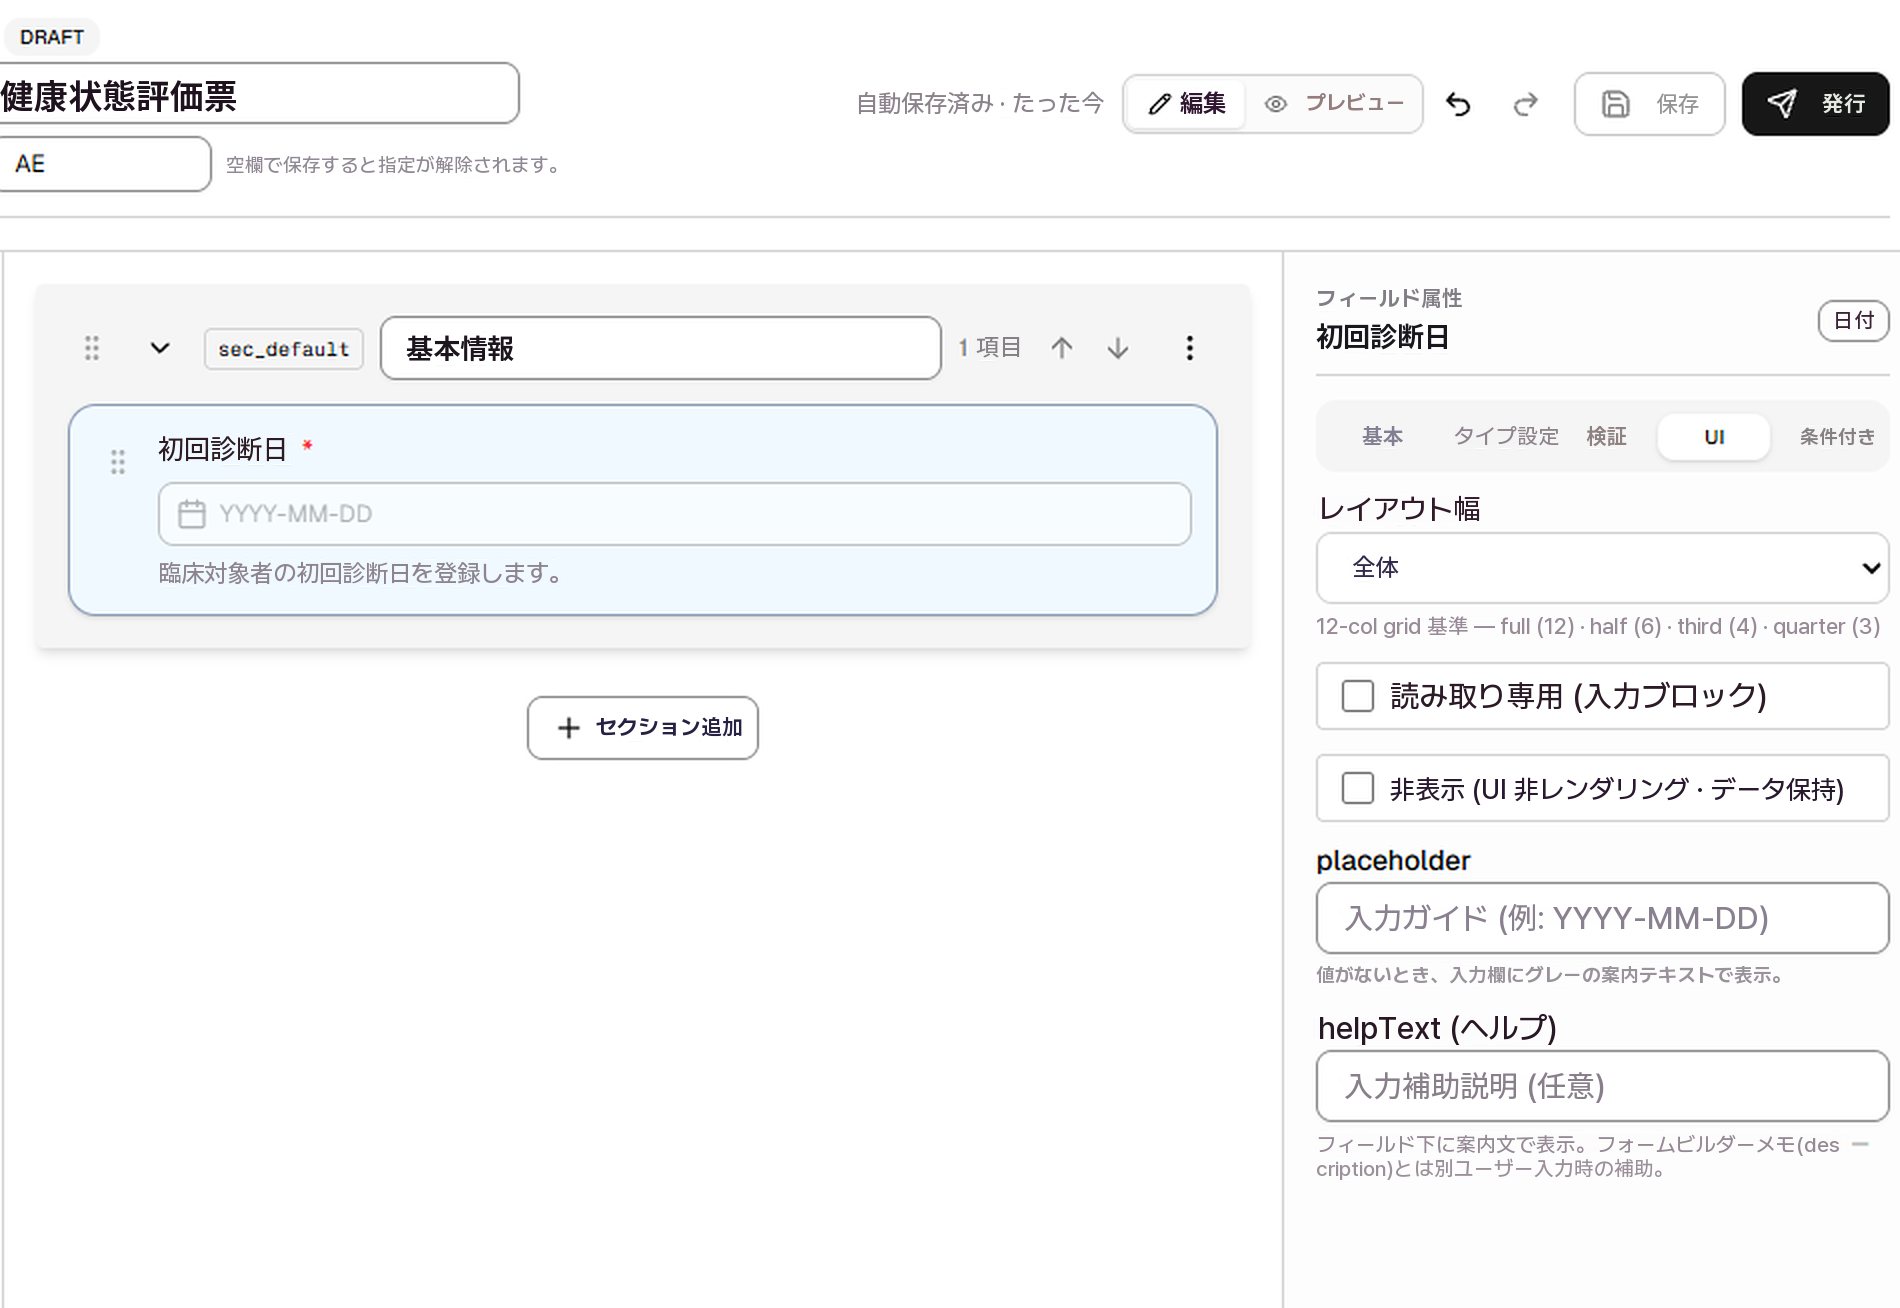 DRAFT
健康状態評価票
自動保存済み · たった今
編集
プレビュー
保存
発行
AE
空欄で保存すると指定が解除されます。
sec_default
基本情報
1 項目
初回診断日 *
YYYY-MM-DD
臨床対象者の初回診断日を登録します。
セクション追加
フィールド属性
初回診断日
日付
基本
タイプ設定
検証
UI
条件付き
レイアウト幅
全体
12-col grid 基準 — full (12) · half (6) · third (4) · quarter (3)
読み取り専用 (入力ブロック)
非表示 (UI 非レンダリング · データ保持)
placeholder
入力ガイド (例: YYYY-MM-DD)
値がないとき、入力欄にグレーの案内テキストで表示。
helpText (ヘルプ)
入力補助説明 (任意)
フィールド下に案内文で表示。フォームビルダーメモ(des
cription)とは別ユーザー入力時の補助。